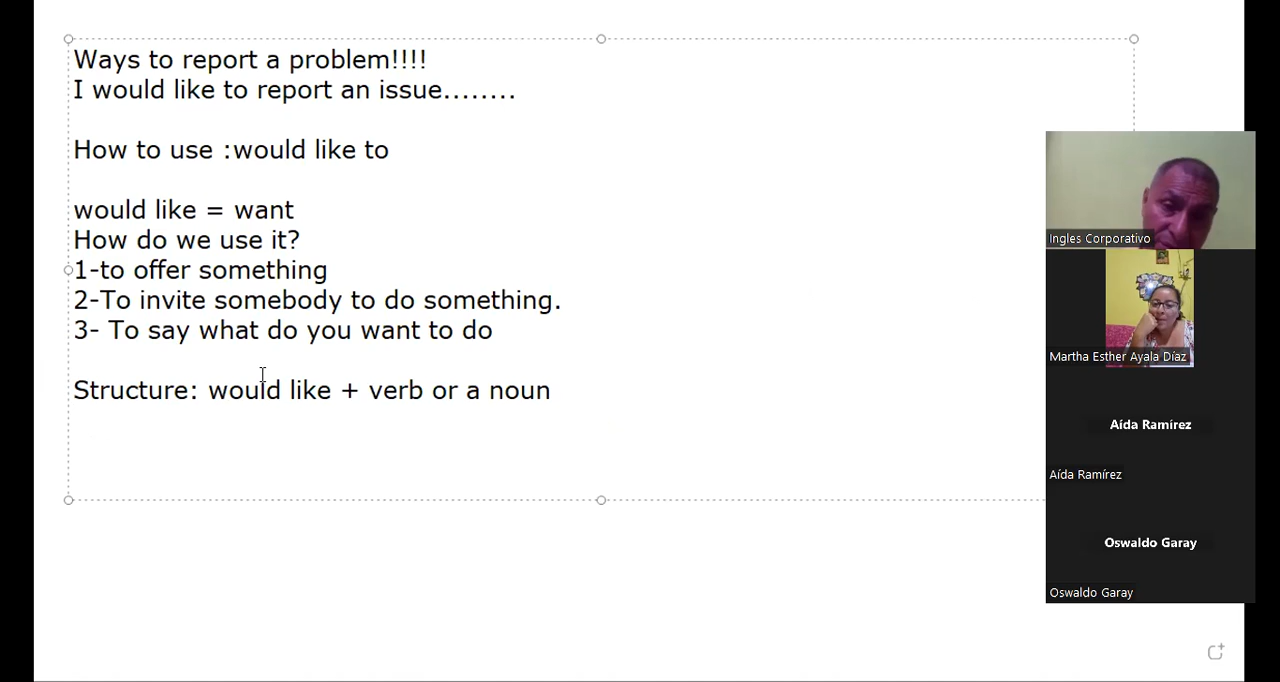 Ways to report a problem!!!!
I would like to report an issue........
How to use :would like to
would like = want
How do we use it?
1-to offer something
2-To invite somebody to do something.
3- To say what do you want to do
Structure: would like + verb or a noun
Ingles Corporativo
Martha Esther Ayala Díaz
Aída Ramírez
Aída Ramírez
Oswaldo Garay
Oswaldo Garay